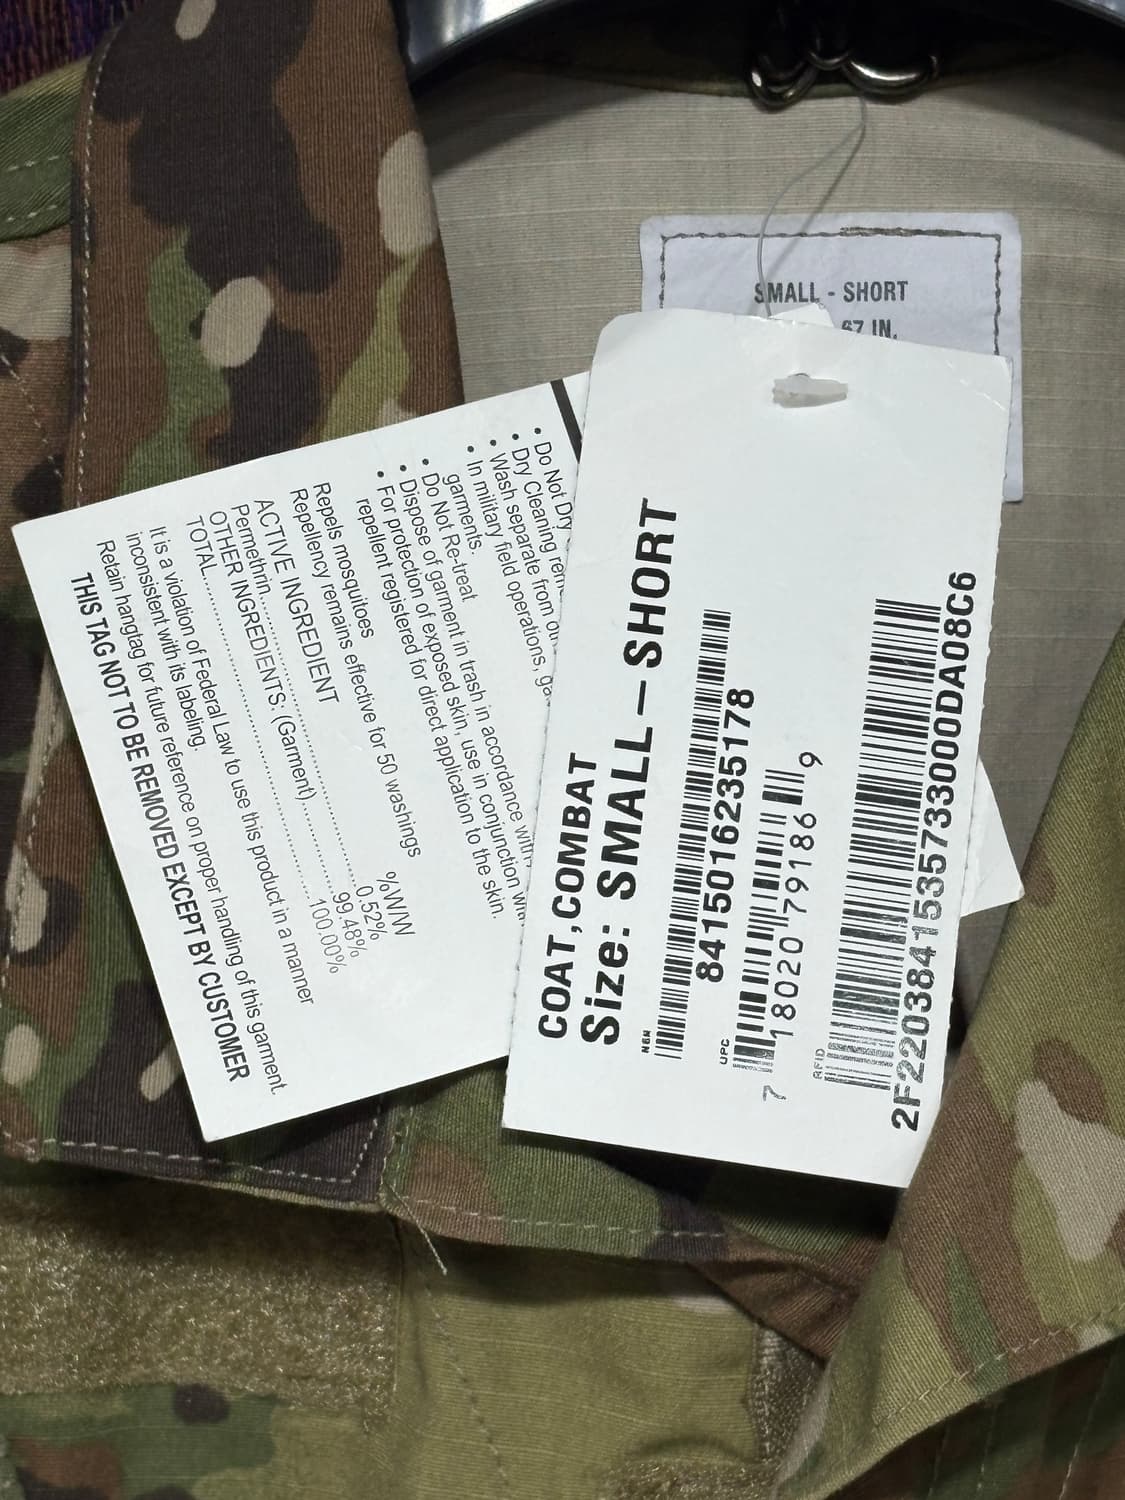 SMALL - SHORT
67 IN.
• Do Not Dry
• Dry Cleaning
• Wash separate from
• In military field operations,
garments.
• Do Not Re-treat
• Dispose of garment in trash in accordance with
• For protection of exposed skin, use in conjunction
repellent registered for direct application to the skin.
Repels mosquitoes
Repellency remains effective for 50 washings
ACTIVE INGREDIENT %W/W
Permethrin.......................................0.52%
OTHER INGREDIENTS: (Garment)....................99.48%
TOTAL...................................................100.00%
It is a violation of Federal Law to use this product in a manner
inconsistent with its labeling.
Retain hangtag for future reference on proper handling of this garment.
THIS TAG NOT TO BE REMOVED EXCEPT BY CUSTOMER
COAT,COMBAT
Size: SMALL – SHORT
NSN
8415016235178
UPC
7 18020 79186 9
RFID
2F2203841535733000DA08C6